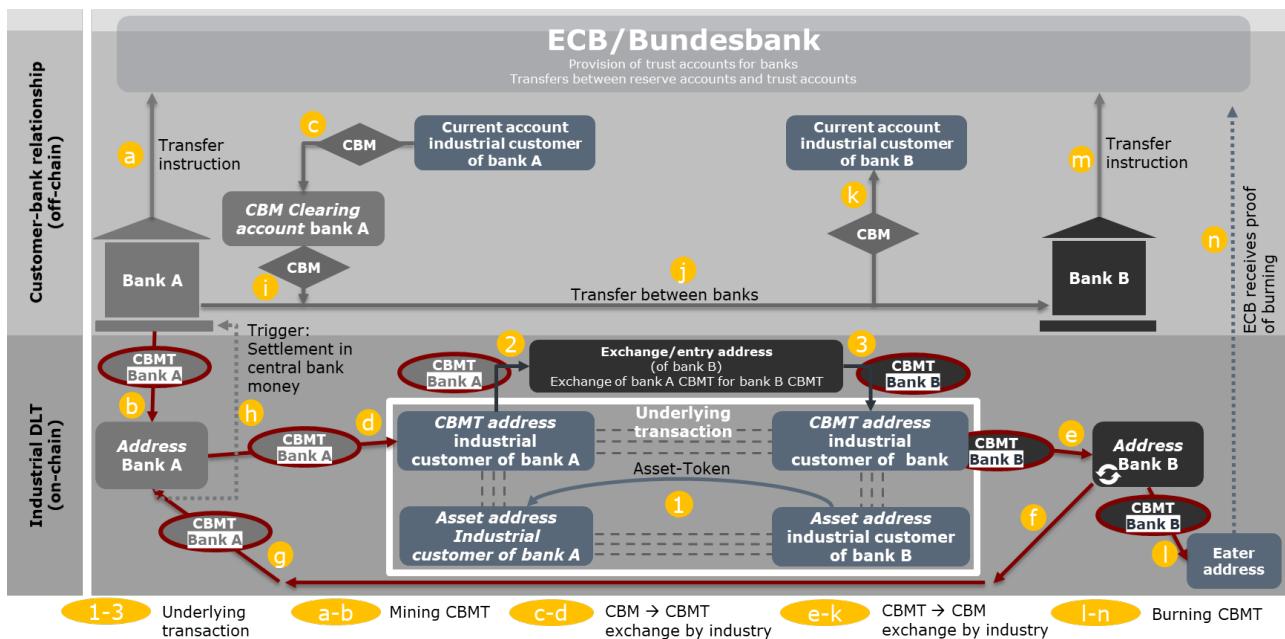 ECB/Bundesbank
Provision of trust accounts for banks
Transfers between reserve accounts and trust accounts
Customer-bank relationship
(off-chain)
a
Transfer
instruction
c
CBM
Current account
industrial customer
of bank A
CBM Clearing
account bank A
CBM
i
Bank A
j
Transfer between banks
Current account
industrial customer
of bank B
k
CBM
m
Transfer
instruction
Bank B
n
ECB receives proof
of burning
Industrial DLT
(on-chain)
CBMT
Bank A
b
Trigger:
Settlement in
central bank
money
h
Address
Bank A
CBMT
Bank A
d
CBMT
Bank A
2
Exchange/entry address
(of bank B)
Exchange of bank A CBMT for bank B CBMT
3
CBMT
Bank B
Underlying
transaction
CBMT address
industrial
customer of bank A
CBMT address
industrial
customer of bank
Asset-Token
1
Asset address
Industrial
customer of bank A
Asset address
industrial customer
of bank B
CBMT
Bank B
e
Address
Bank B
f
CBMT
Bank B
l
Eater
address
CBMT
Bank A
g
1-3
Underlying
transaction
a-b
Mining CBMT
c-d
CBM → CBMT
exchange by industry
e-k
CBMT → CBM
exchange by industry
l-n
Burning CBMT